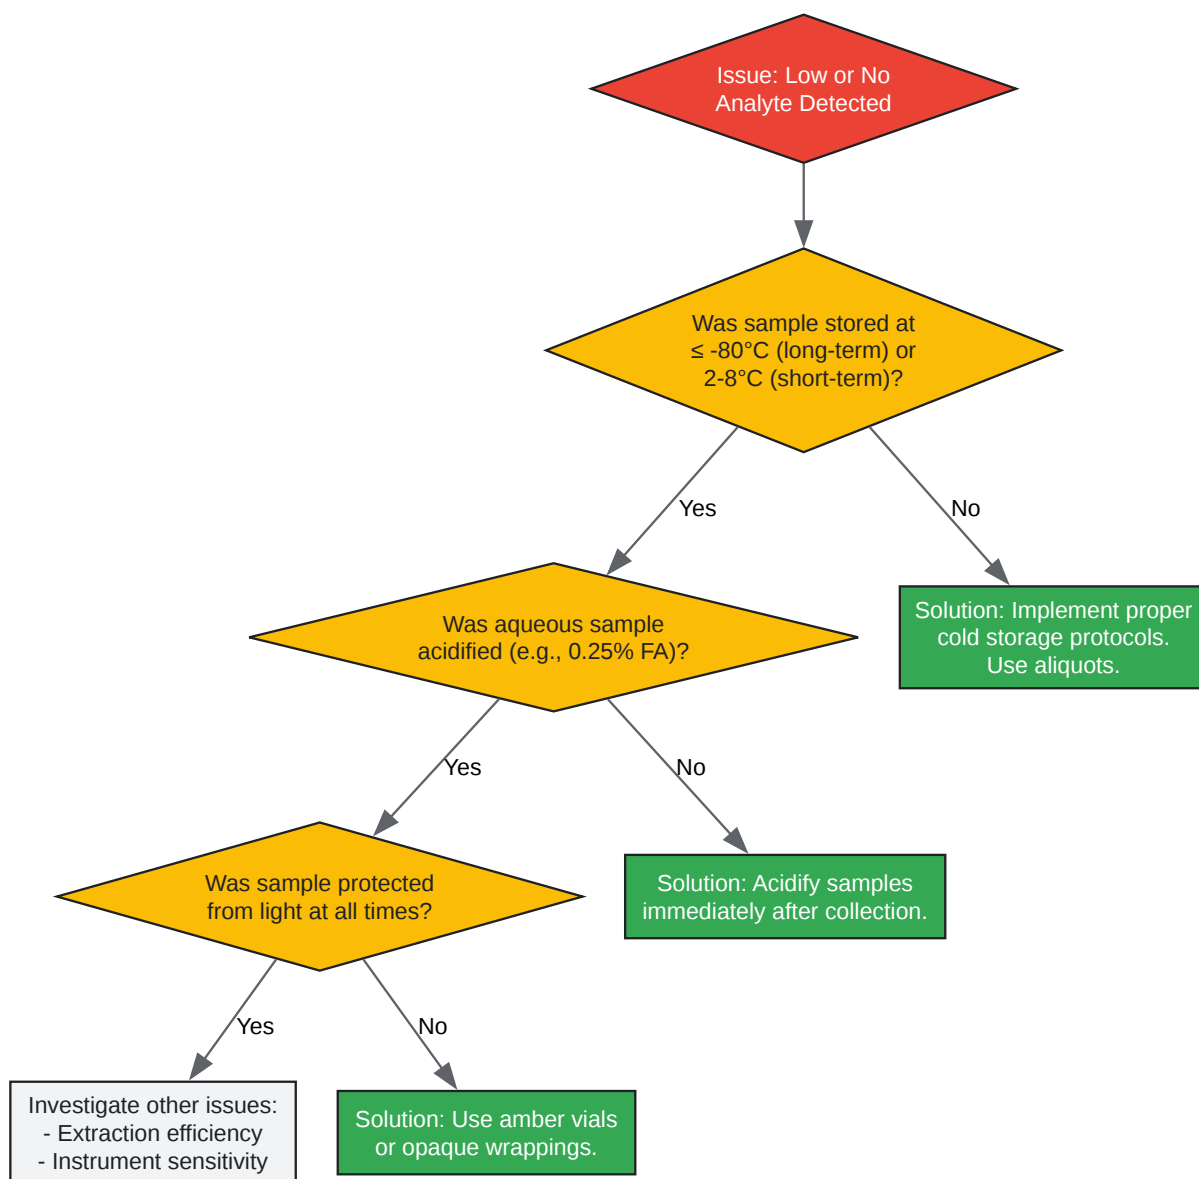 Issue: Low or No
Analyte Detected
Was sample stored at
≤ -80°C (long-term) or
2-8°C (short-term)?
Yes
No
Was aqueous sample
acidified (e.g., 0.25% FA)?
Solution: Implement proper
cold storage protocols.
Use aliquots.
Yes
No
Was sample protected
from light at all times?
Solution: Acidify samples
immediately after collection.
Yes
No
Investigate other issues:
- Extraction efficiency
- Instrument sensitivity
Solution: Use amber vials
or opaque wrappings.